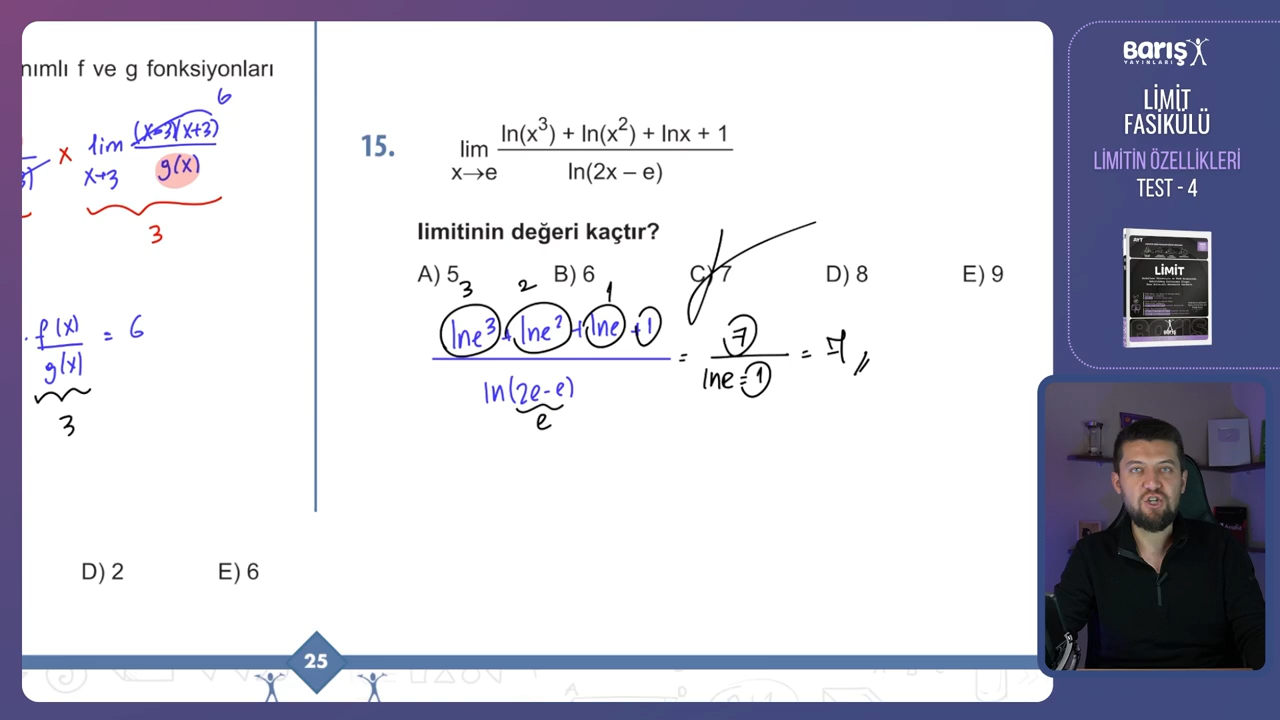 nımlı f ve g fonksiyonları
6
x lim (x-3)(x+3)
x→3 g(x)
3
f(x)
g(x) = 6
3
D) 2 E) 6
15. lim ln(x³) + ln(x²) + lnx + 1
x→e ln(2x – e)
limitinin değeri kaçtır?
A) 5 B) 6 C) 7 D) 8 E) 9
3 2 1
lne³ + lne² + lne + 1
ln(2e-e)
e
= 7
lne=1
= 7
25
BARIŞ
YAYINLARI
LİMİT
FASİKÜLÜ
LİMİTİN ÖZELLİKLERİ
TEST - 4
AYT
LİMİT
BARIŞ